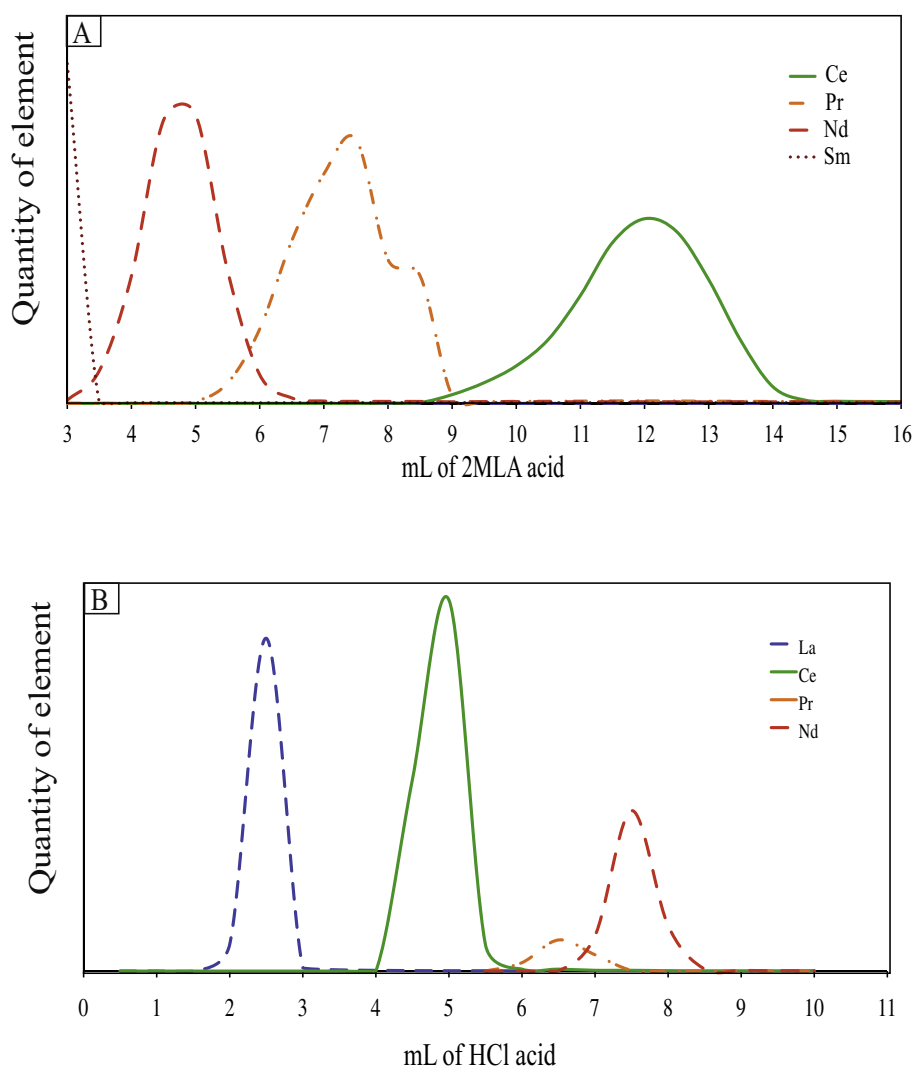 A
Quantity of element
Ce
Pr
Nd
Sm
3 4 5 6 7 8 9 10 11 12 13 14 15 16
mL of 2MLA acid
B
Quantity of element
La
Ce
Pr
Nd
0 1 2 3 4 5 6 7 8 9 10 11
mL of HCl acid